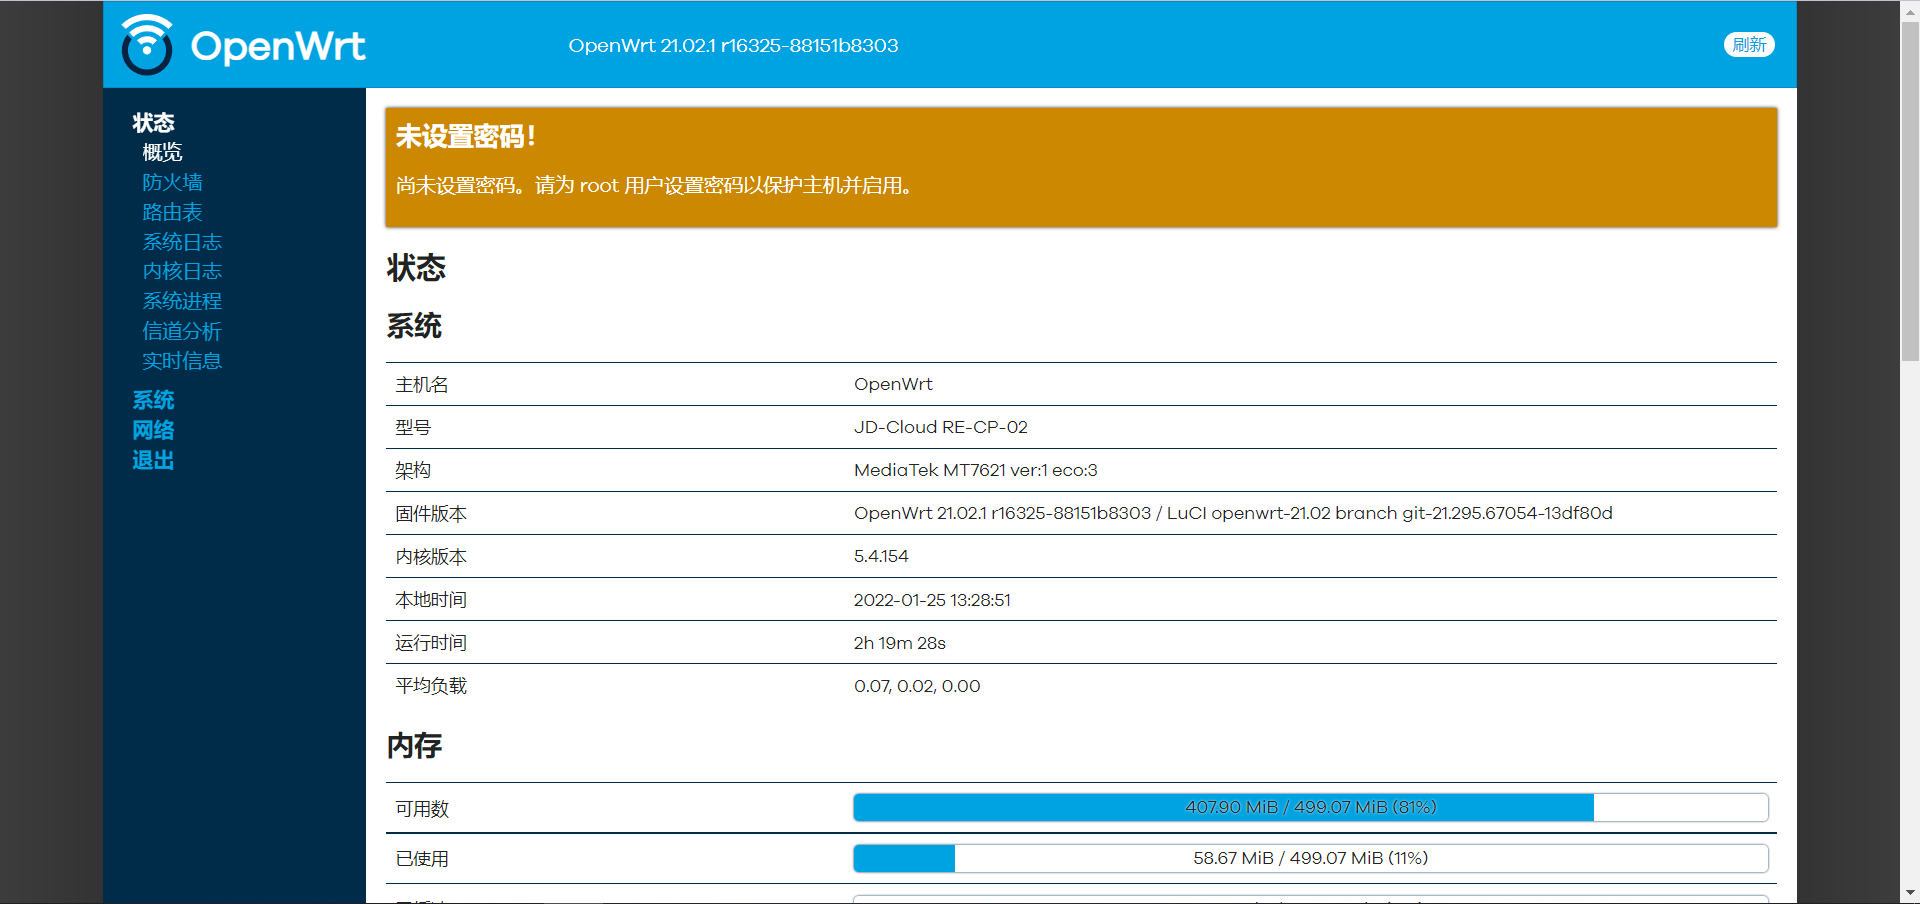 OpenWrt
OpenWrt 21.02.1 r16325-88151b8303
刷新
状态
概览
防火墙
路由表
系统日志
内核日志
系统进程
信道分析
实时信息
系统
网络
退出
未设置密码！
尚未设置密码。请为 root 用户设置密码以保护主机并启用。
状态
系统
主机名 OpenWrt
型号 JD-Cloud RE-CP-02
架构 MediaTek MT7621 ver:1 eco:3
固件版本 OpenWrt 21.02.1 r16325-88151b8303 / LuCI openwrt-21.02 branch git-21.295.67054-13df80d
内核版本 5.4.154
本地时间 2022-01-25 13:28:51
运行时间 2h 19m 28s
平均负载 0.07, 0.02, 0.00
内存
可用数 407.90 MiB / 499.07 MiB (81%)
已使用 58.67 MiB / 499.07 MiB (11%)